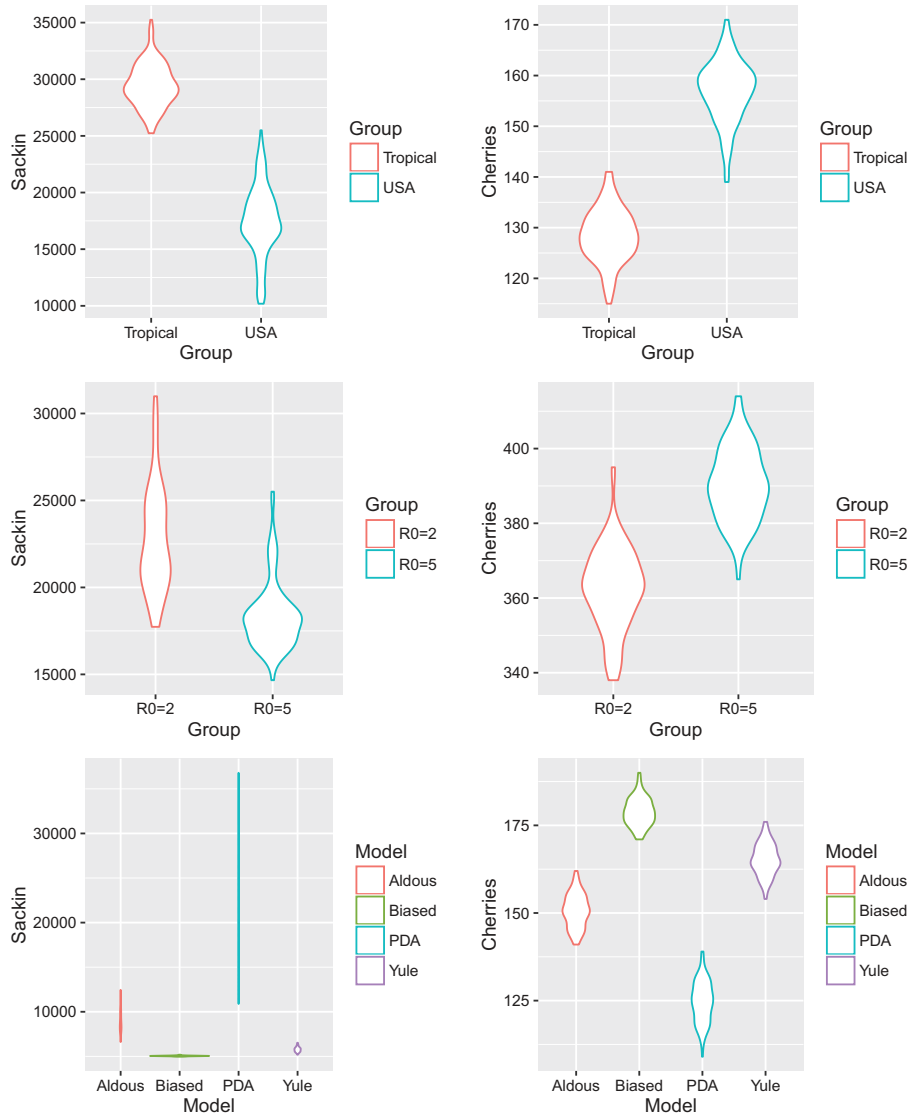 35000
30000
25000
20000
15000
10000
Sackin
Tropical USA
Group
Group
Tropical
USA
170
160
150
140
130
120
Cherries
Tropical USA
Group
Group
Tropical
USA
30000
25000
20000
15000
Sackin
R0=2 R0=5
Group
Group
R0=2
R0=5
400
380
360
340
Cherries
R0=2 R0=5
Group
Group
R0=2
R0=5
30000
20000
10000
Sackin
Aldous Biased PDA Yule
Model
Model
Aldous
Biased
PDA
Yule
175
150
125
Cherries
Aldous Biased PDA Yule
Model
Model
Aldous
Biased
PDA
Yule